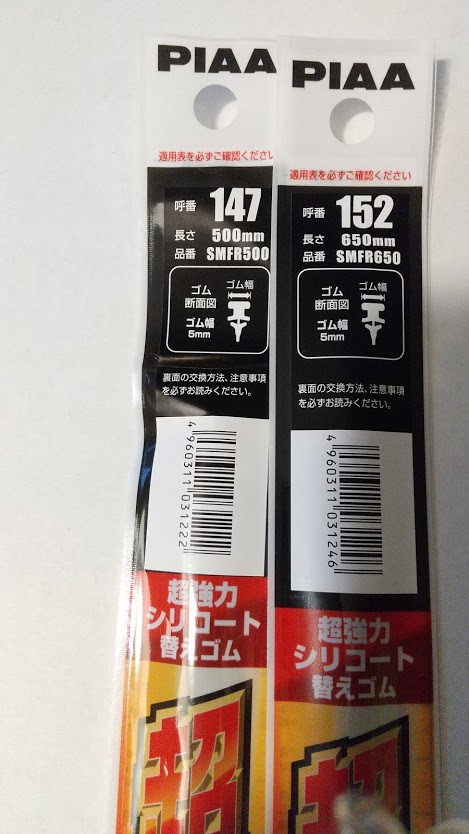 PIAA
適用表を必ずご確認ください
呼番 147
長さ 500mm
品番 SMFR500
ゴム
断面図
ゴム幅
ゴム幅
5mm
裏面の交換方法、注意事項
を必ずお読みください。
4 960311 031222
超強力
シリコート
替えゴム
超
PIAA
適用表を必ずご確認ください
呼番 152
長さ 650mm
品番 SMFR650
ゴム
断面図
ゴム幅
ゴム幅
5mm
裏面の交換方法、注意事項
を必ずお読みください。
4 960311 031246
超強力
シリコート
替えゴム
超